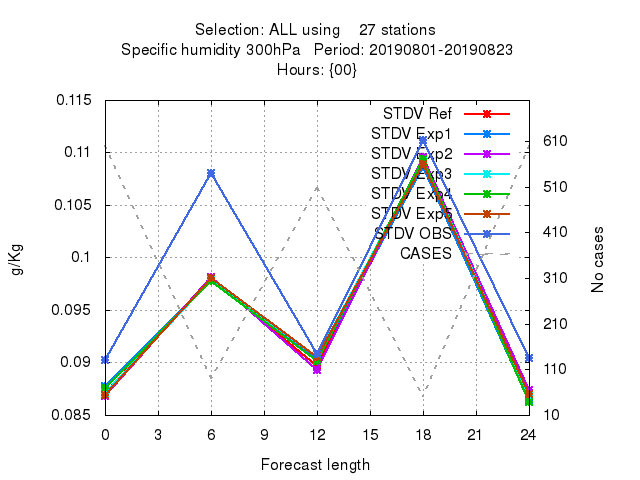 Selection: ALL using 27 stations
Specific humidity 300hPa Period: 20190801-20190823
Hours: {00}
0.115
0.11
0.105
0.1
0.095
0.09
0.085
g/Kg
STDV Ref
STDV Exp1
STDV Exp2
STDV Exp3
STDV Exp4
STDV Exp5
STDV OBS
CASES
610
510
410
310
210
110
10
No cases
0 3 6 9 12 15 18 21 24
Forecast length